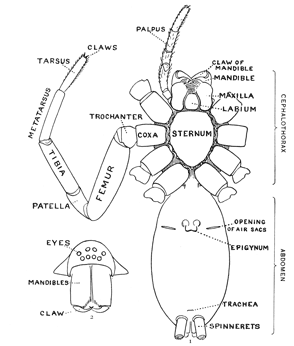 PALPUS
CLAWS
TARSUS
CLAW OF
MANDIBLE
MANDIBLE
METATARSUS
MAXILLA
LABIUM
TROCHANTER
COXA
STERNUM
TIBIA
FEMUR
PATELLA
CEPHALOTHORAX
OPENING
OF AIR SACS
EPIGYNUM
EYES
MANDIBLES
CLAW
2
ABDOMEN
TRACHEA
SPINNERETS
1